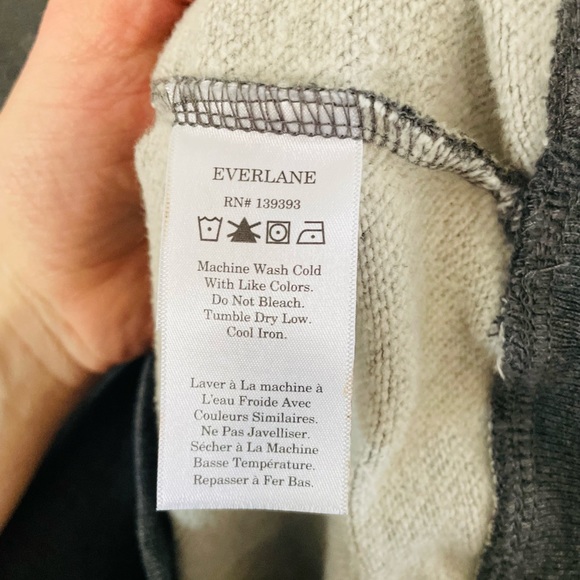 EVERLANE
RN# 139393
Machine Wash Cold
With Like Colors.
Do Not Bleach.
Tumble Dry Low.
Cool Iron.
Laver à La machine à
L'eau Froide Avec
Couleurs Similaires.
Ne Pas Javelliser.
Sécher à La Machine
Basse Température.
Repasser à Fer Bas.